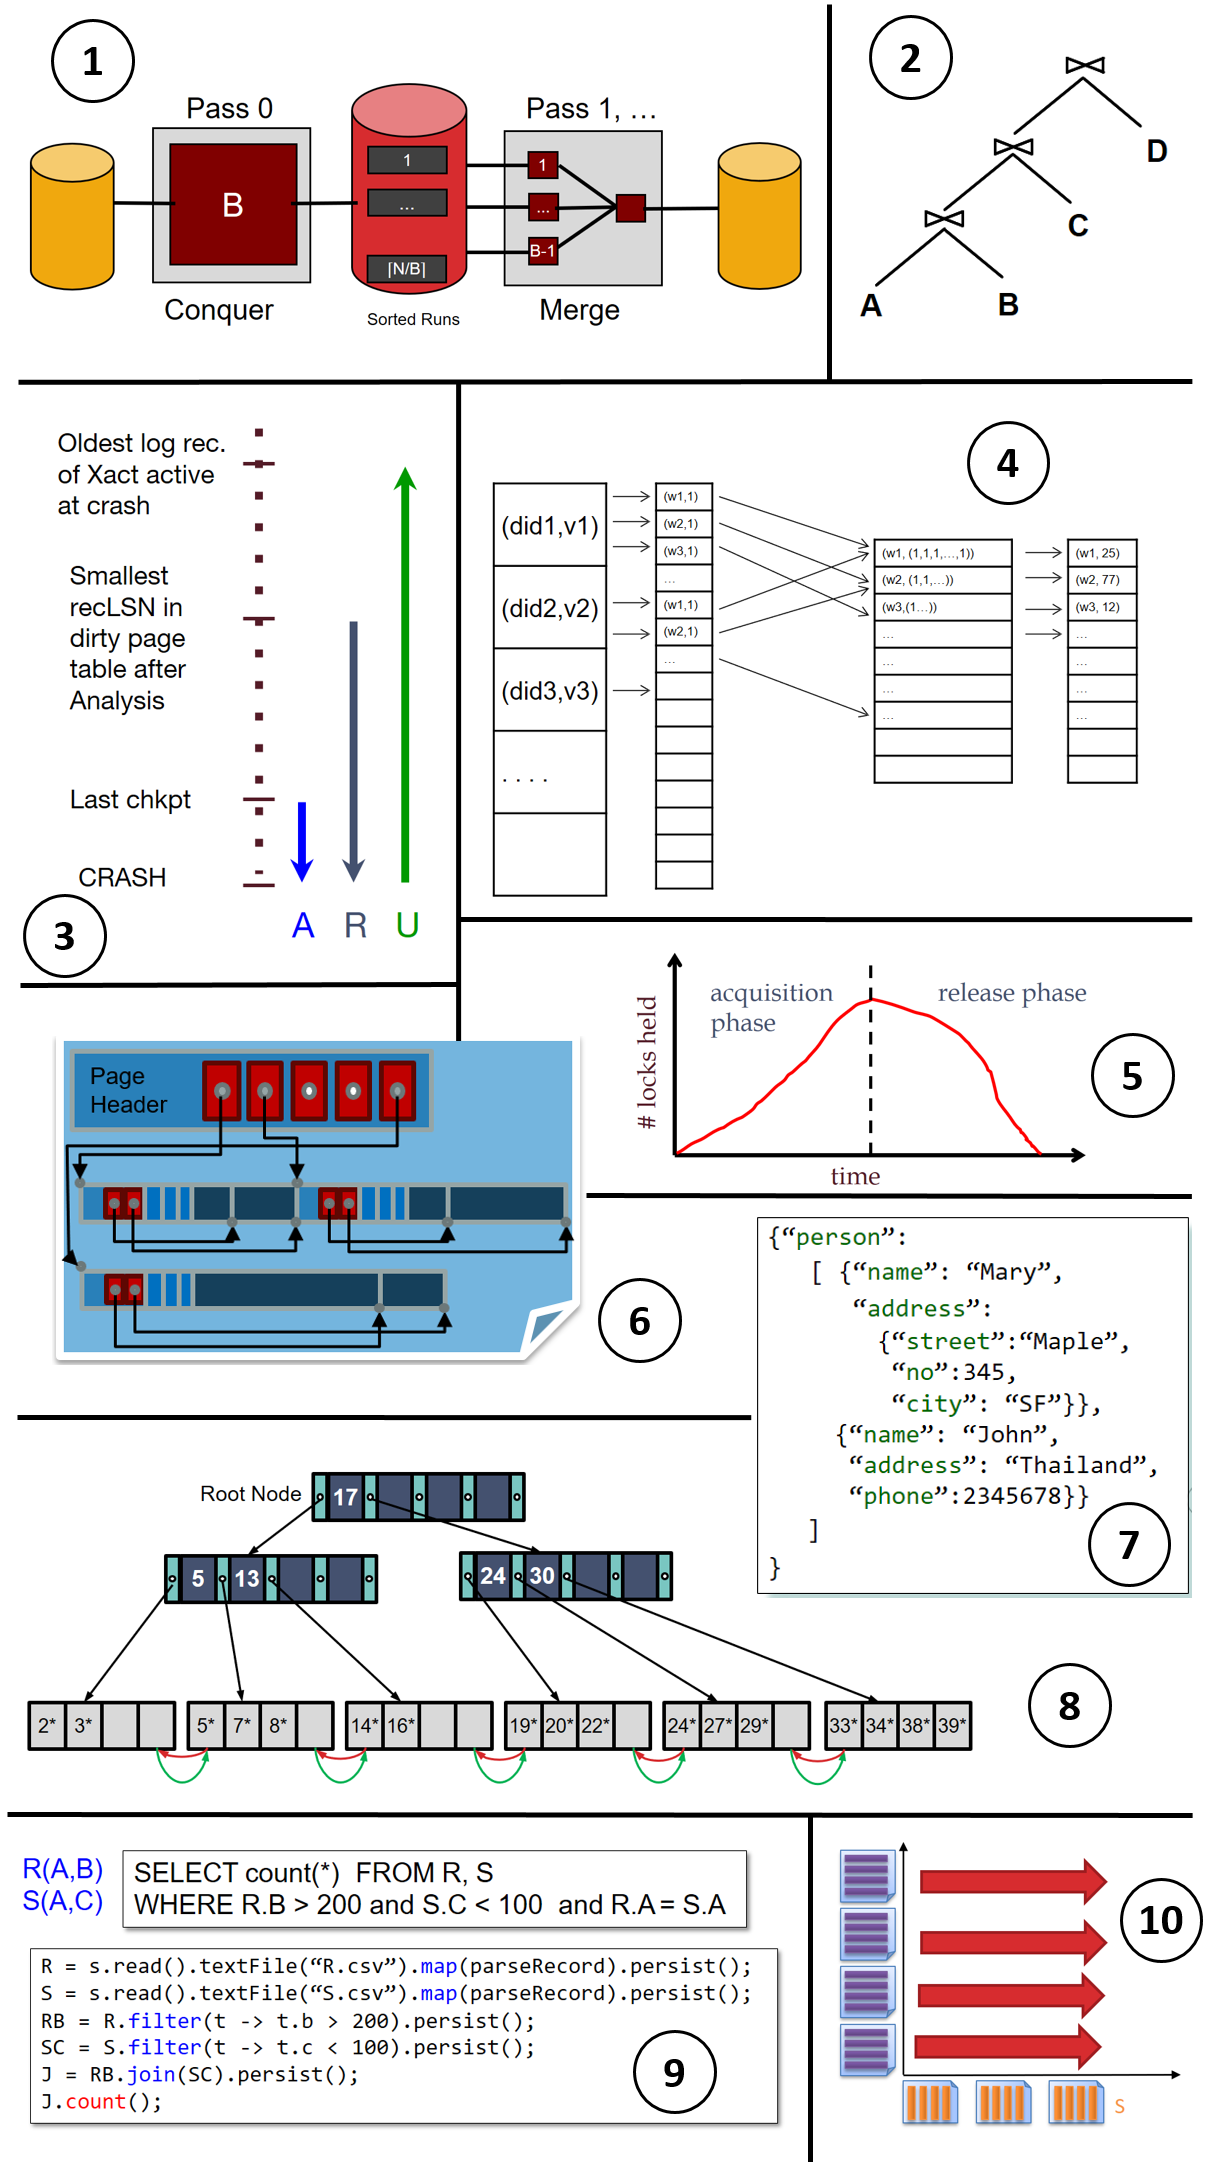 1
Pass 0
B
Conquer
1
...
⌈N/B⌉
Sorted Runs
Pass 1, ...
1
...
B-1
Merge
2
D
C
A
B
Oldest log rec.
of Xact active
at crash
Smallest
recLSN in
dirty page
table after
Analysis
Last chkpt
CRASH
A R U
3
4
(did1,v1)
(did2,v2)
(did3,v3)
. . . .
(w1,1)
(w2,1)
(w3,1)
...
(w1,1)
(w2,1)
...
(w1, (1,1,1,...,1))
(w2, (1,1,...))
(w3,(1...))
...
...
...
...
(w1, 25)
(w2, 77)
(w3, 12)
...
...
...
...
# locks held
acquisition
phase
release phase
time
5
Page
Header
6
{“person”:
[ {“name”: “Mary”,
“address”:
{“street”:“Maple”,
“no”:345,
“city”: “SF”}},
{“name”: “John”,
“address”: “Thailand”,
“phone”:2345678}}
]
}
7
Root Node
17
5 13
24 30
2* 3*
5* 7* 8*
14* 16*
19* 20* 22*
24* 27* 29*
33* 34* 38* 39*
8
R(A,B)
S(A,C)
SELECT count(*) FROM R, S
WHERE R.B > 200 and S.C < 100 and R.A = S.A
R = s.read().textFile(“R.csv”).map(parseRecord).persist();
S = s.read().textFile(“S.csv”).map(parseRecord).persist();
RB = R.filter(t -> t.b > 200).persist();
SC = S.filter(t -> t.c < 100).persist();
J = RB.join(SC).persist();
J.count();
9
10
S